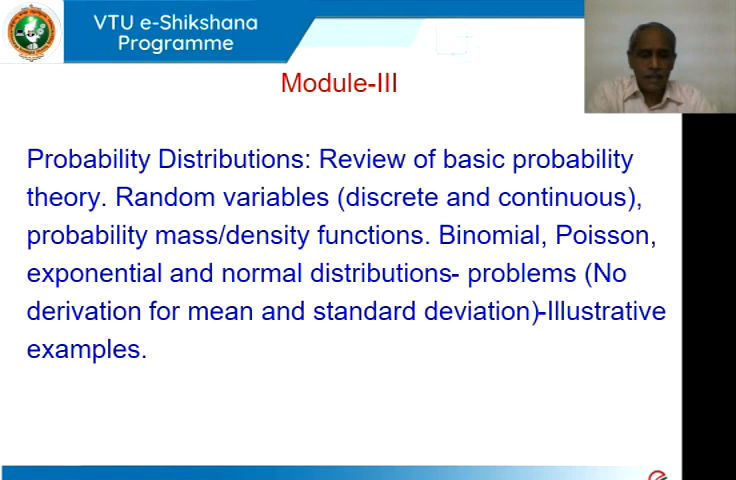 VTU e-Shikshana
Programme
Module-III
Probability Distributions: Review of basic probability
theory. Random variables (discrete and continuous),
probability mass/density functions. Binomial, Poisson,
exponential and normal distributions- problems (No
derivation for mean and standard deviation)-Illustrative
examples.